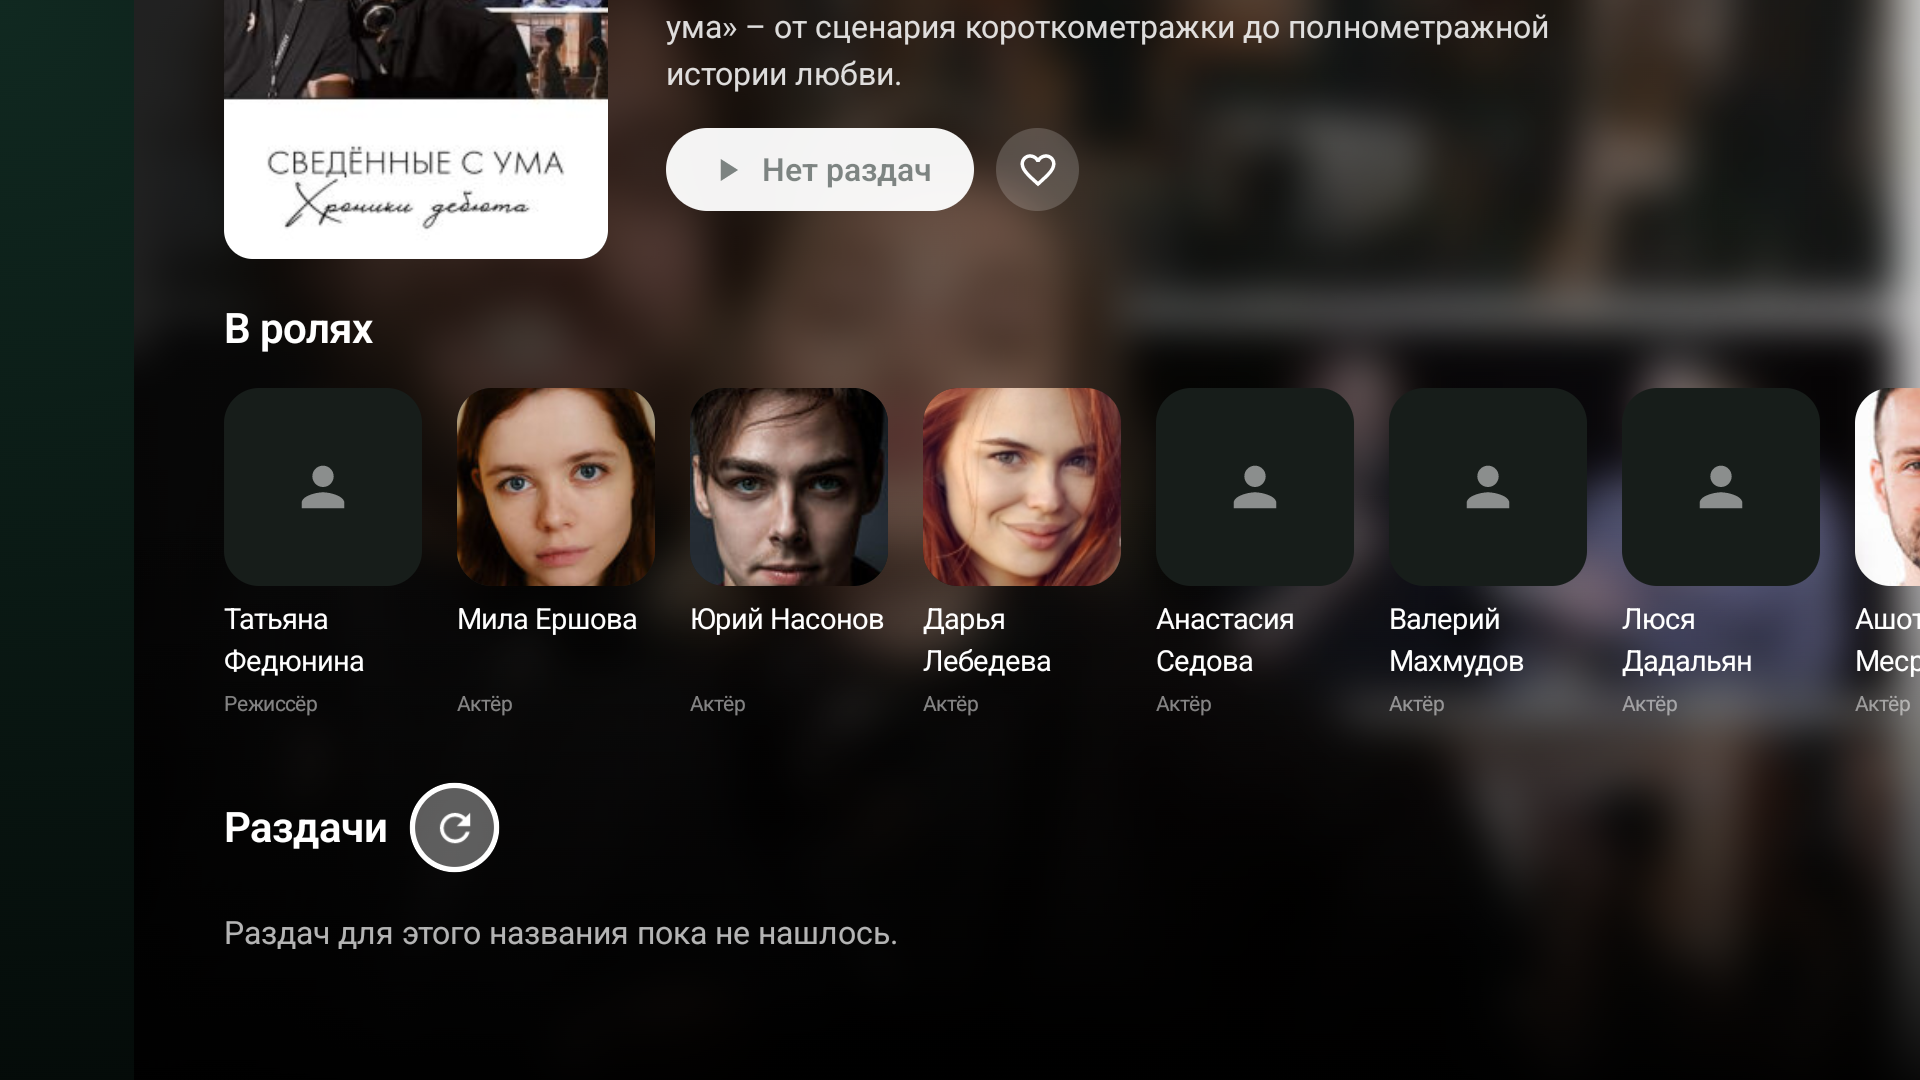 ума» – от сценария короткометражки до полнометражной
истории любви.
СВЕДЁННЫЕ С УМА
Хроники дебюта
Нет раздач
В ролях
Татьяна
Федюнина
Режиссёр
Мила Ершова
Актёр
Юрий Насонов
Актёр
Дарья
Лебедева
Актёр
Анастасия
Седова
Актёр
Валерий
Махмудов
Актёр
Люся
Дадальян
Актёр
Ашот
Меср
Актёр
Раздачи
Раздач для этого названия пока не нашлось.